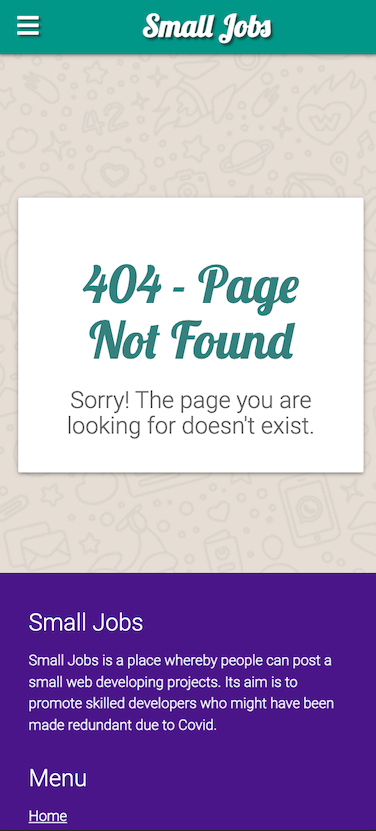 Small Jobs
42
404 - Page
Not Found
Sorry! The page you are
looking for doesn't exist.
Small Jobs
Small Jobs is a place whereby people can post a
small web developing projects. Its aim is to
promote skilled developers who might have been
made redundant due to Covid.
Menu
Home